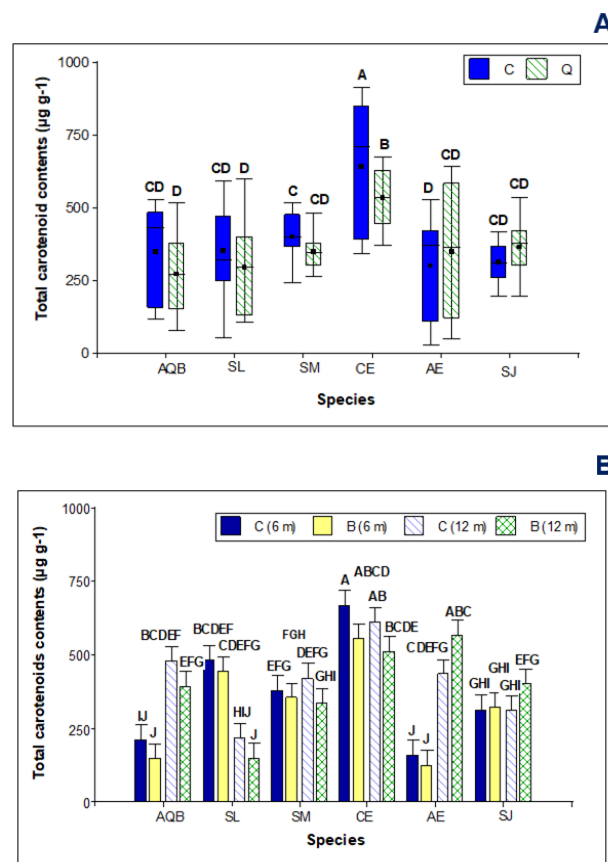 A
1000
750
500
250
0
Total carotenoid contents (µg g-1)
C Q
CD D CD D C CD A B D CD CD CD
AQB SL SM CE AE SJ
Species
B
1000
750
500
250
0
Total carotenoids contents (µg g-1)
C (6 m) B (6 m) C (12 m) B (12 m)
IJ J BCDEF EFG
BCDEF CDEFG HIJ J
EFG FGH DEFG GHI
A ABCD AB BCDE
J J CDEFG ABC
GHI GHI GHI EFG
AQB SL SM CE AE SJ
Species